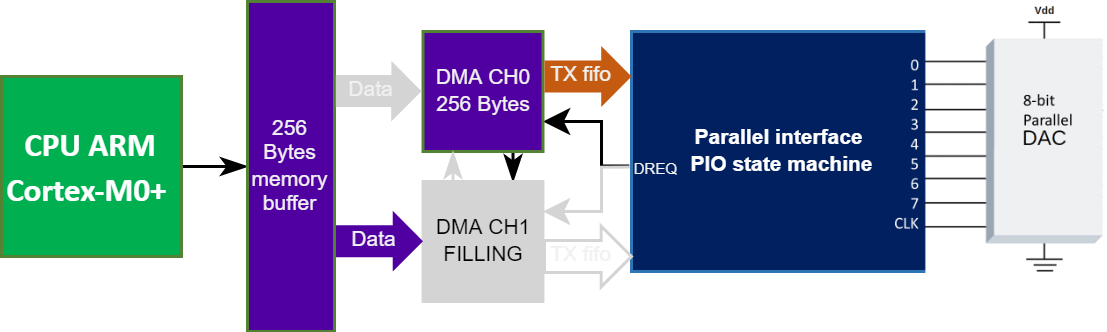 CPU ARM
Cortex-M0+
256
Bytes
memory
buffer
Data
Data
DMA CH0
256 Bytes
DMA CH1
FILLING
TX fifo
TX fifo
DREQ
Parallel interface
PIO state machine
0
1
2
3
4
5
6
7
CLK
Vdd
8-bit
Parallel
DAC